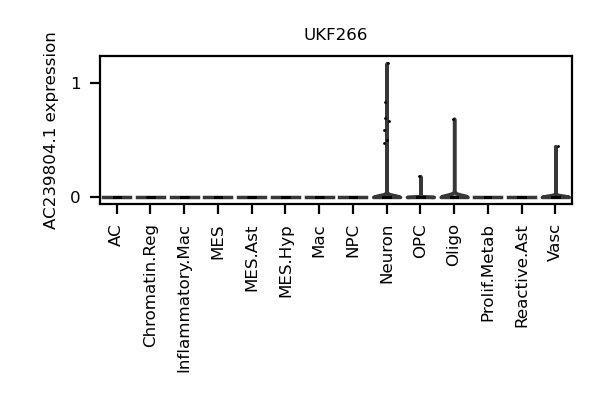 UKF266
AC239804.1 expression
1
0
AC
Chromatin.Reg
Inflammatory.Mac
MES
MES.Ast
MES.Hyp
Mac
NPC
Neuron
OPC
Oligo
Prolif.Metab
Reactive.Ast
Vasc